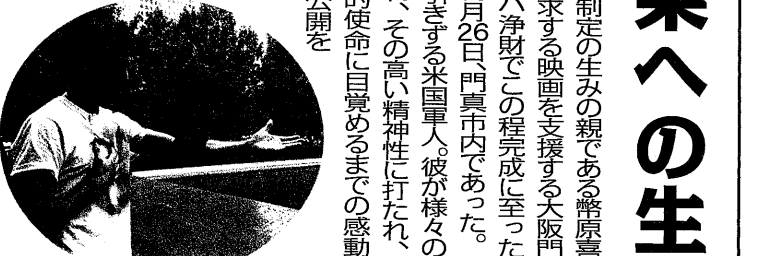 業への生
制定の生みの親である幣原喜
求する映画を支援する大阪門
浄財でこの程完成に至った
月26日、門真市内であった。
きずる米国軍人。彼が様々の
、その高い精神性に打たれ、
的使命に目覚めるまでの感動
公開を